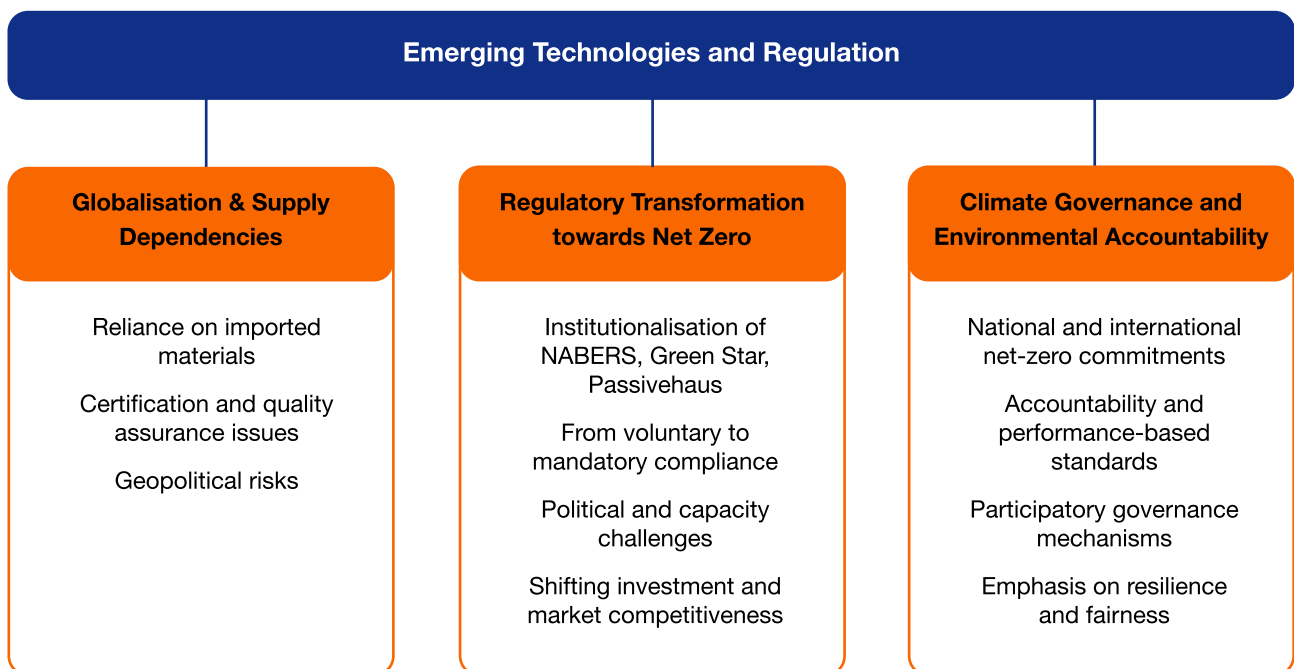 Emerging Technologies and Regulation
Globalisation & Supply
Dependencies
Reliance on imported
materials
Certification and quality
assurance issues
Geopolitical risks
Regulatory Transformation
towards Net Zero
Institutionalisation of
NABERS, Green Star,
Passivehaus
From voluntary to
mandatory compliance
Political and capacity
challenges
Shifting investment and
market competitiveness
Climate Governance and
Environmental Accountability
National and international
net-zero commitments
Accountability and
performance-based
standards
Participatory governance
mechanisms
Emphasis on resilience
and fairness